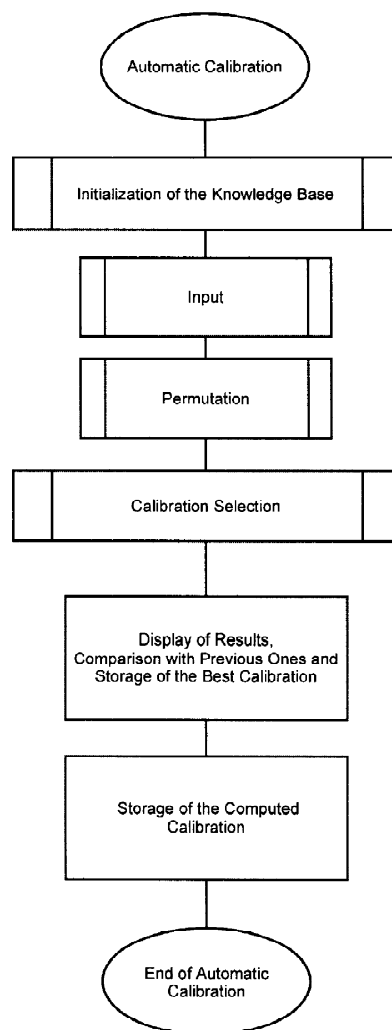 Automatic Calibration
Initialization of the Knowledge Base
Input
Permutation
Calibration Selection
Display of Results,
Comparison with Previous Ones and
Storage of the Best Calibration
Storage of the Computed
Calibration
End of Automatic
Calibration